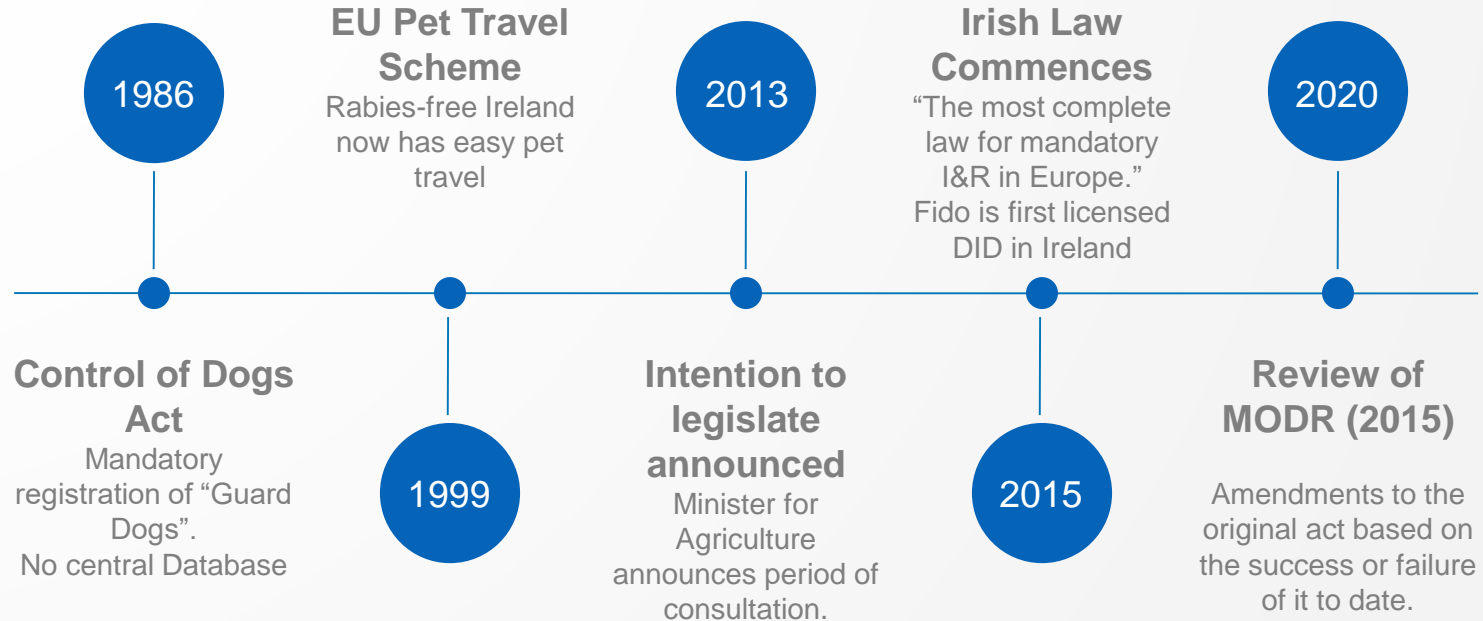 1986
Control of Dogs
Act
Mandatory
registration of “Guard
Dogs”.
No central Database
EU Pet Travel
Scheme
Rabies-free Ireland
now has easy pet
travel
1999
2013
Intention to
legislate
announced
Minister for
Agriculture
announces period of
consultation.
Irish Law
Commences
“The most complete
law for mandatory
I&R in Europe.”
Fido is first licensed
DID in Ireland
2015
2020
Review of
MODR (2015)
Amendments to the
original act based on
the success or failure
of it to date.